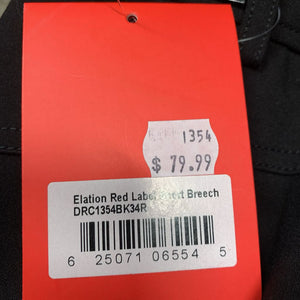 1354
$ 79.99
Elation Red Label Breech
DRC1354BK34R
6 25071 06554 5